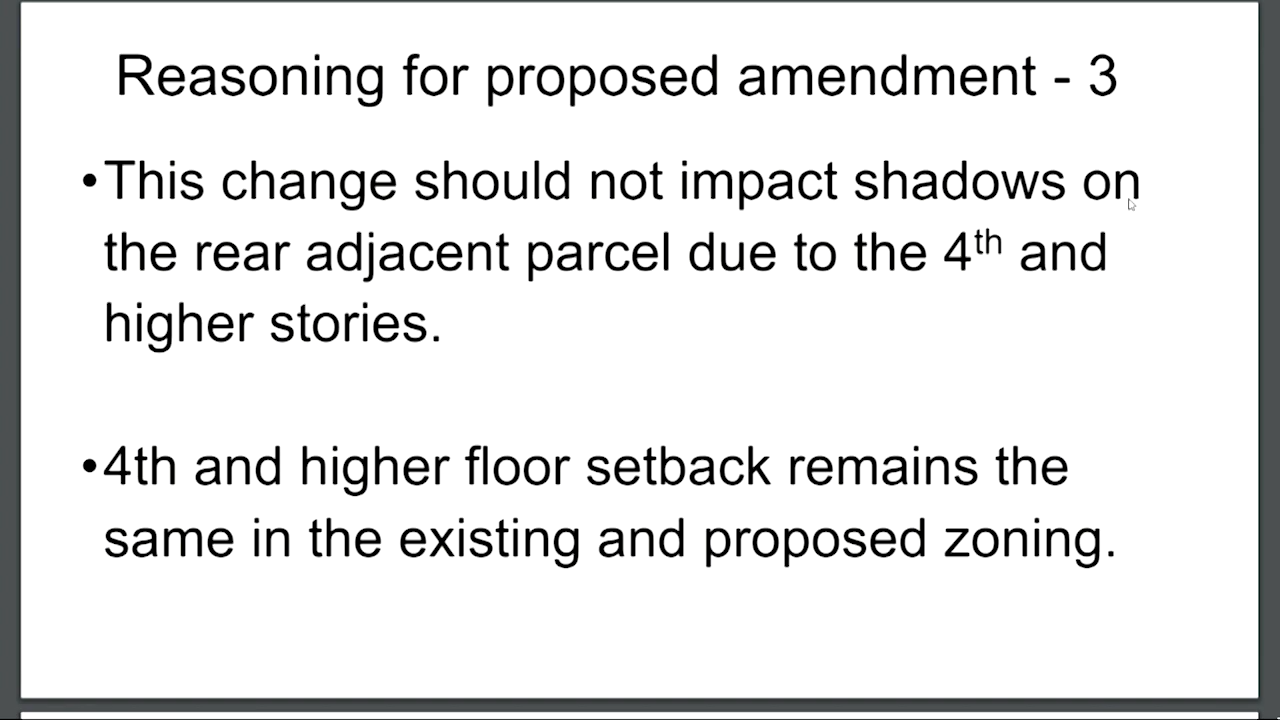 Reasoning for proposed amendment - 3
•This change should not impact shadows on
the rear adjacent parcel due to the 4th and
higher stories.
•4th and higher floor setback remains the
same in the existing and proposed zoning.